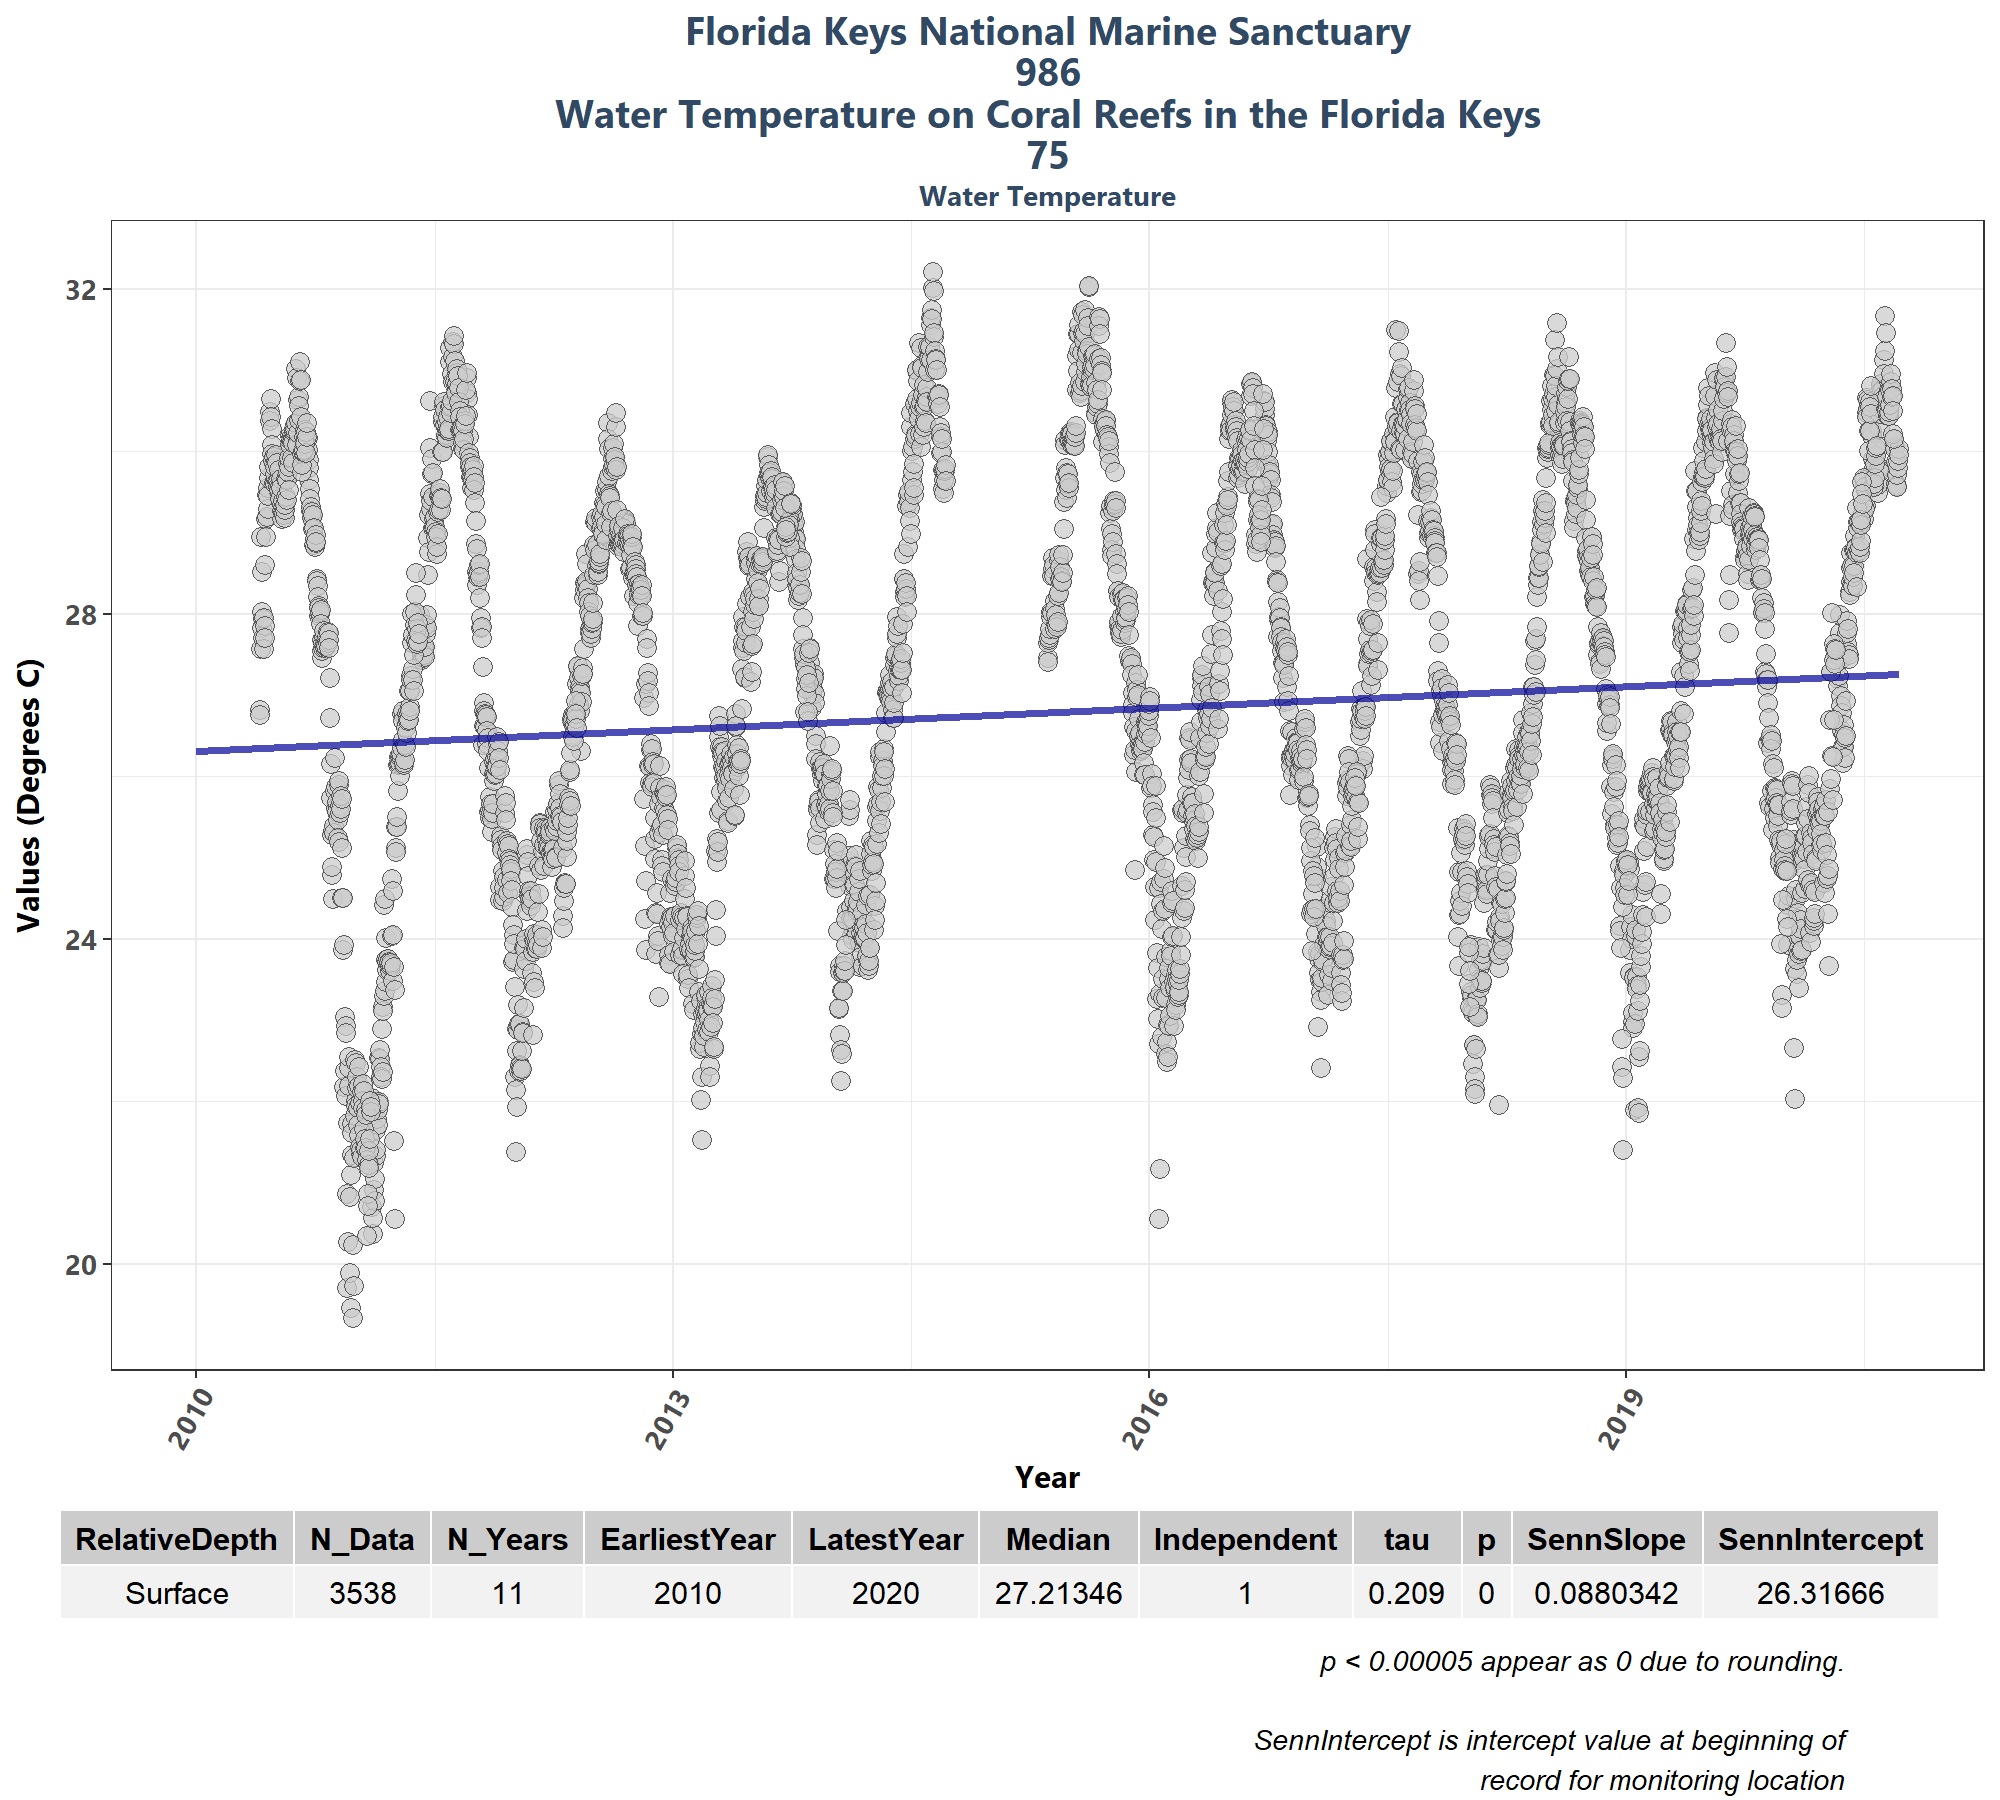 Florida Keys National Marine Sanctuary
986
Water Temperature on Coral Reefs in the Florida Keys
75
Water Temperature
32
28
24
20
Values (Degrees C)
2010
2013
2016
2019
Year
RelativeDepth N_Data N_Years EarliestYear LatestYear Median Independent tau p SennSlope SennIntercept
Surface 3538 11 2010 2020 27.21346 1 0.209 0 0.0880342 26.31666
p < 0.00005 appear as 0 due to rounding.
SennIntercept is intercept value at beginning of
record for monitoring location